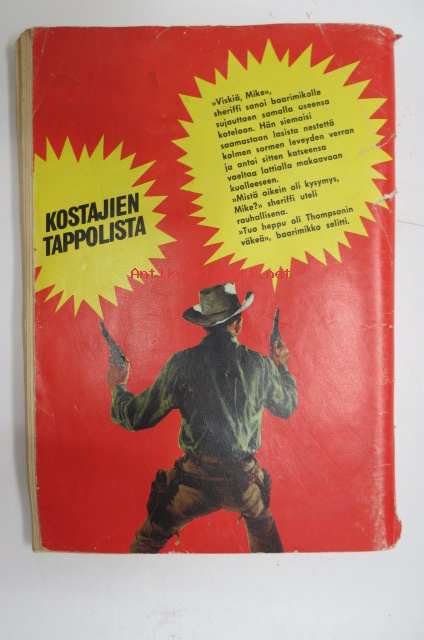 »Viskiä, Mike»,
sheriffi sanoi baarimikolle
sujauttaen samalla aseensa
koteloon. Hän siemaisi
saamastaan lasista nestettä
kolmen sormen leveyden verran
ja antoi sitten katseensa
vaeltaa lattialla makaavaan
kuolleeseen.
»Mistä oikein oli kysymys,
Mike?» sheriffi uteli
rauhallisena.
»Tuo heppu oli Thompsonin
väkeä», baarimikko selitti.
KOSTAJIEN
TAPPOLISTA